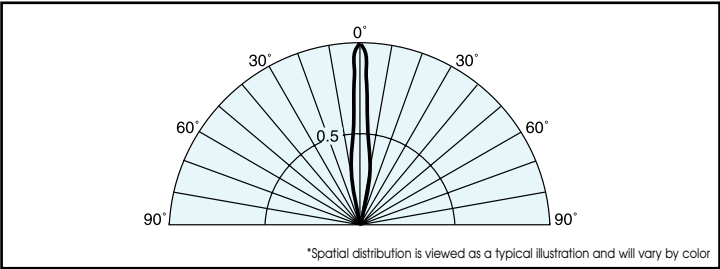 0°
30° 30°
60° 0.5 60°
90° 90°
*Spatial distribution is viewed as a typical illustration and will vary by color